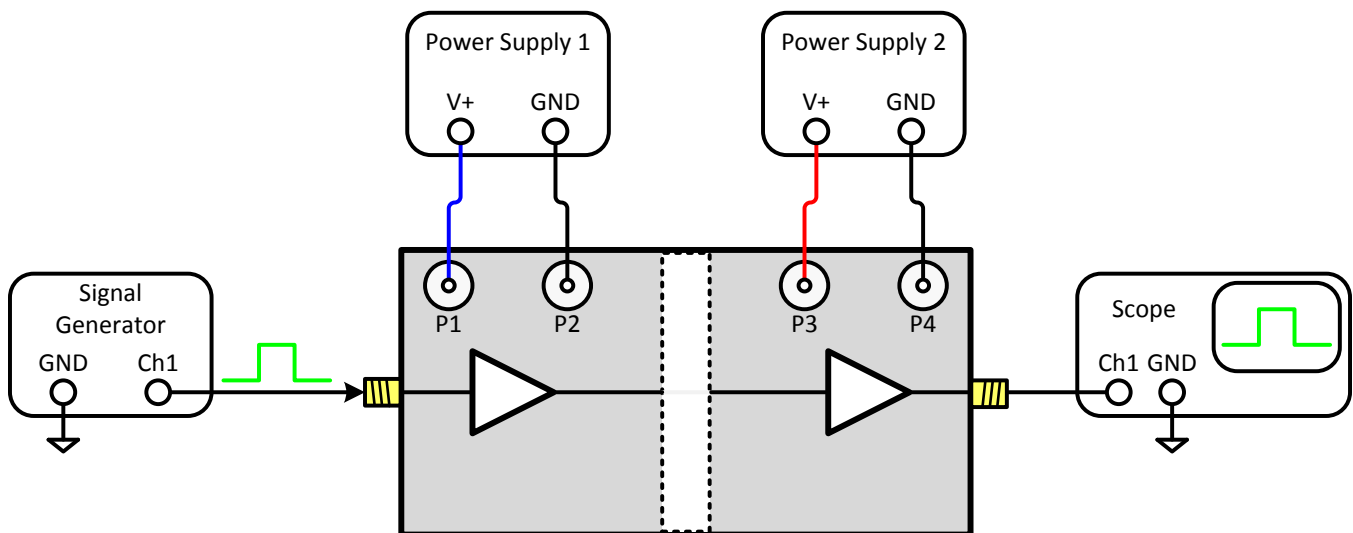 Power Supply 1
V+ GND
Power Supply 2
V+ GND
Signal
Generator
GND Ch1
P1 P2 P3 P4
Scope
Ch1 GND